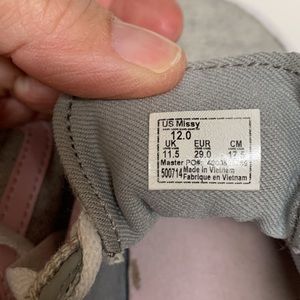 US Missy
12.0
UK EUR CM
11.5 29.0 17.5
Master PO#:
500714 Made in Vietnam
Fabrique en Vietnam